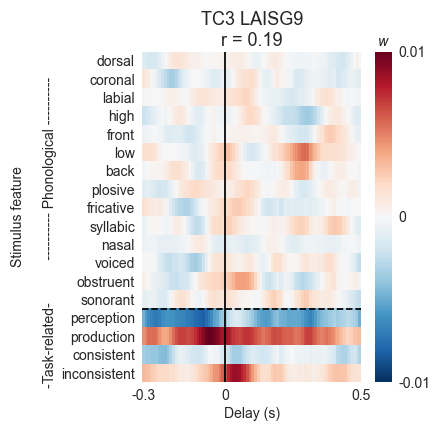 TC3 LAISG9
r = 0.19
w
dorsal
coronal
labial
high
front
low
back
plosive
fricative
syllabic
nasal
voiced
obstruent
sonorant
perception
production
consistent
inconsistent
Stimulus feature
---------- Phonological ----------
-Task-related-
0.01
0
-0.01
-0.3
0
0.5
Delay (s)